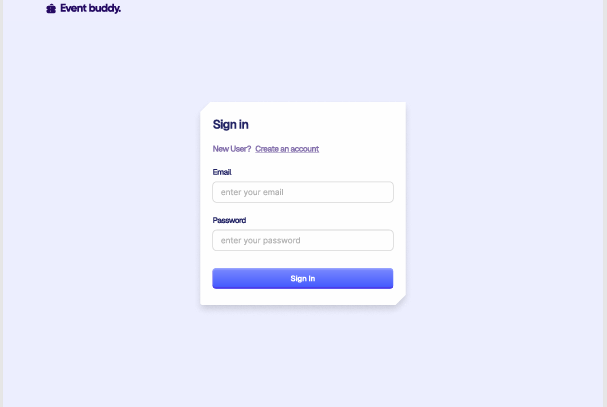 Event buddy.
Sign in
New User? Create an account
Email
enter your email
Password
enter your password
Sign In